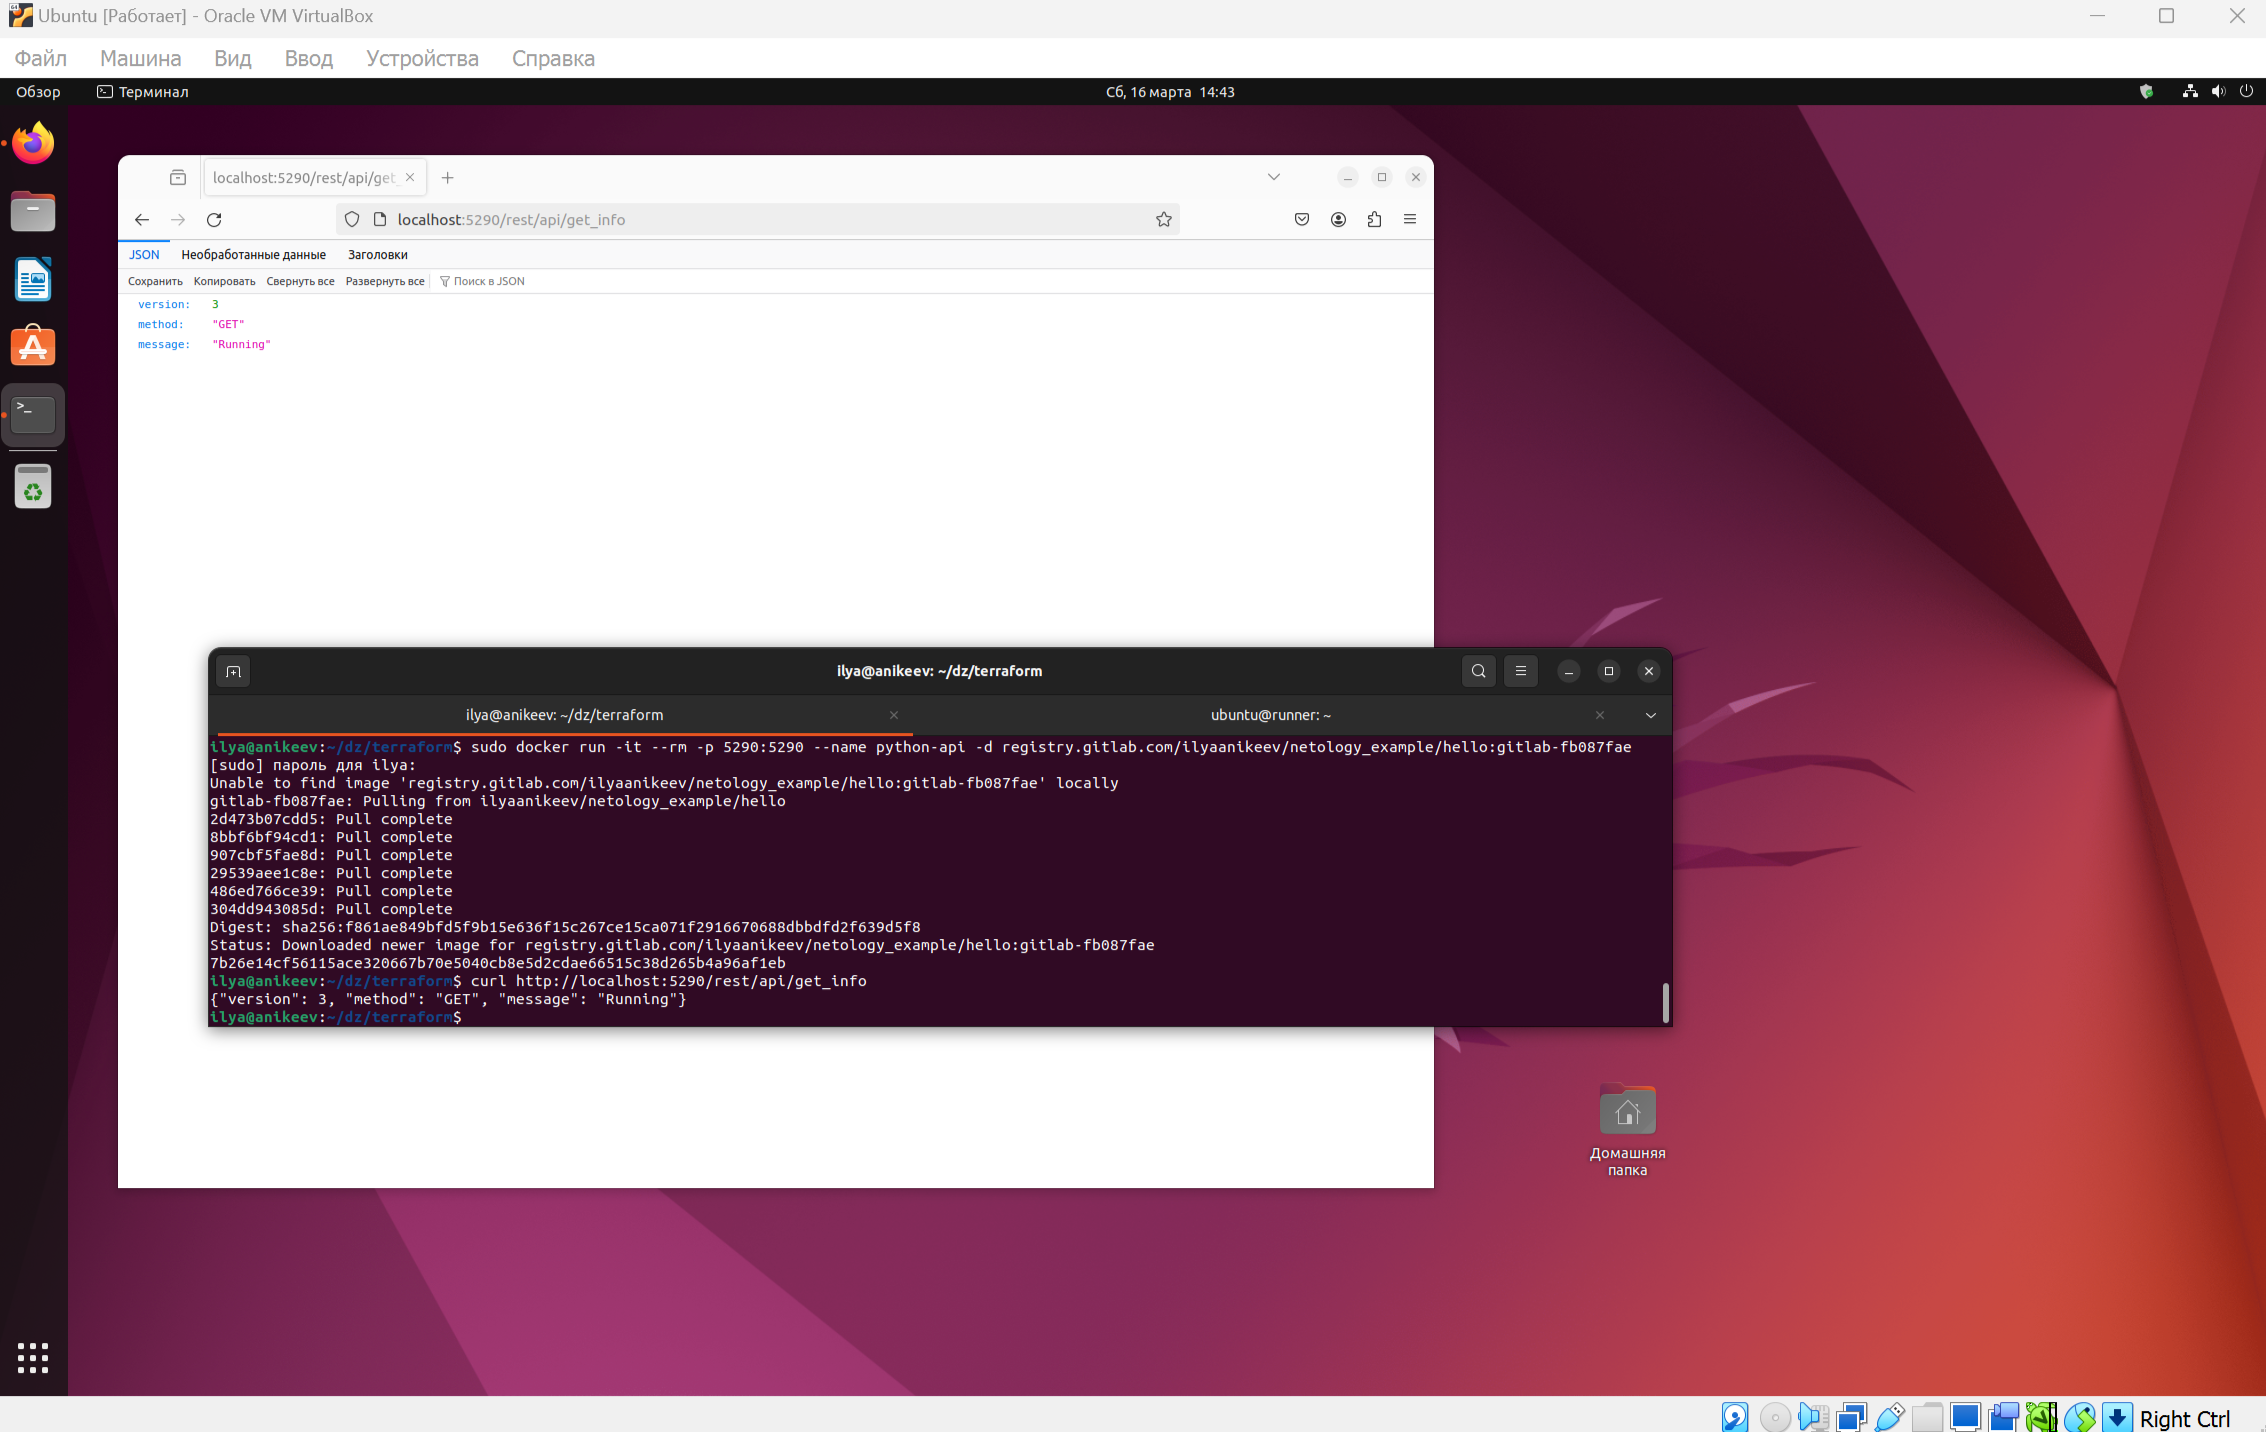 Ubuntu [Работает] - Oracle VM VirtualBox
Файл Машина Вид Ввод Устройства Справка
Обзор Терминал Сб, 16 марта 14:43
localhost:5290/rest/api/get_
localhost:5290/rest/api/get_info
JSON Необработанные данные Заголовки
Сохранить Копировать Свернуть все Развернуть все Поиск в JSON
version: 3
method: "GET"
message: "Running"
ilya@anikeev: ~/dz/terraform
ilya@anikeev: ~/dz/terraform ubuntu@runner: ~
ilya@anikeev:~/dz/terraform$ sudo docker run -it --rm -p 5290:5290 --name python-api -d registry.gitlab.com/ilyaanikeev/netology_example/hello:gitlab-fb087fae
[sudo] пароль для ilya:
Unable to find image 'registry.gitlab.com/ilyaanikeev/netology_example/hello:gitlab-fb087fae' locally
gitlab-fb087fae: Pulling from ilyaanikeev/netology_example/hello
2d473b07cdd5: Pull complete
8bbf6bf94cd1: Pull complete
907cbf5fae8d: Pull complete
29539aee1c8e: Pull complete
486ed766ce39: Pull complete
304dd943085d: Pull complete
Digest: sha256:f861ae849bfd5f9b15e636f15c267ce15ca071f2916670688dbbdfd2f639d5f8
Status: Downloaded newer image for registry.gitlab.com/ilyaanikeev/netology_example/hello:gitlab-fb087fae
7b26e14cf56115ace320667b70e5040cb8e5d2cdae66515c38d265b4a96af1eb
ilya@anikeev:~/dz/terraform$ curl http://localhost:5290/rest/api/get_info
{"version": 3, "method": "GET", "message": "Running"}
ilya@anikeev:~/dz/terraform$
Домашняя
папка
Right Ctrl